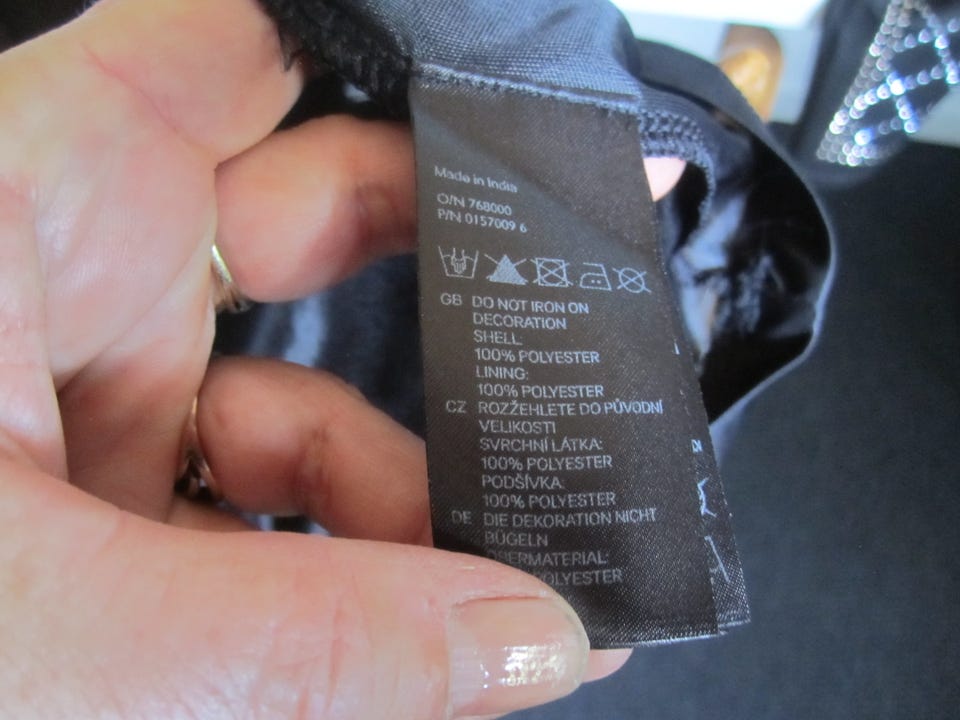 Made in India
O/N 768000
P/N 0157009 6
GB DO NOT IRON ON
DECORATION
SHELL:
100% POLYESTER
LINING:
100% POLYESTER
CZ ROZŽEHLETE DO PŮVODNÍ
VELIKOSTI
SVRCHNÍ LÁTKA:
100% POLYESTER
PODŠÍVKA:
100% POLYESTER
DE DIE DEKORATION NICHT
BÜGELN
OBERMATERIAL:
POLYESTER